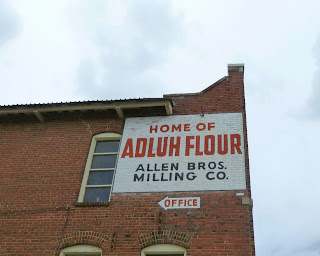 HOME OF
ADLUH FLOUR
ALLEN BROS.
MILLING CO.
OFFICE